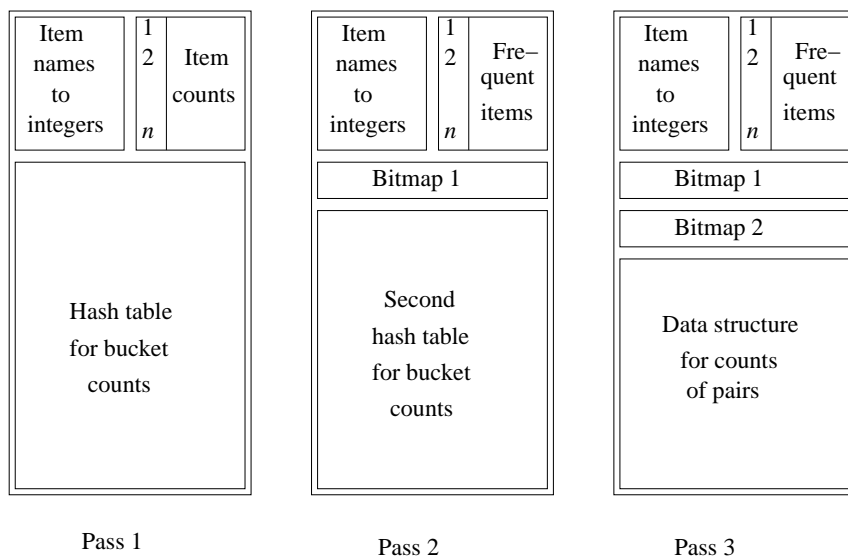 Item
names
to
integers
1
2
n
Item
counts
Hash table
for bucket
counts
Pass 1
Item
names
to
integers
1
2
n
Fre–
quent
items
Bitmap 1
Second
hash table
for bucket
counts
Pass 2
Item
names
to
integers
1
2
n
Fre–
quent
items
Bitmap 1
Bitmap 2
Data structure
for counts
of pairs
Pass 3